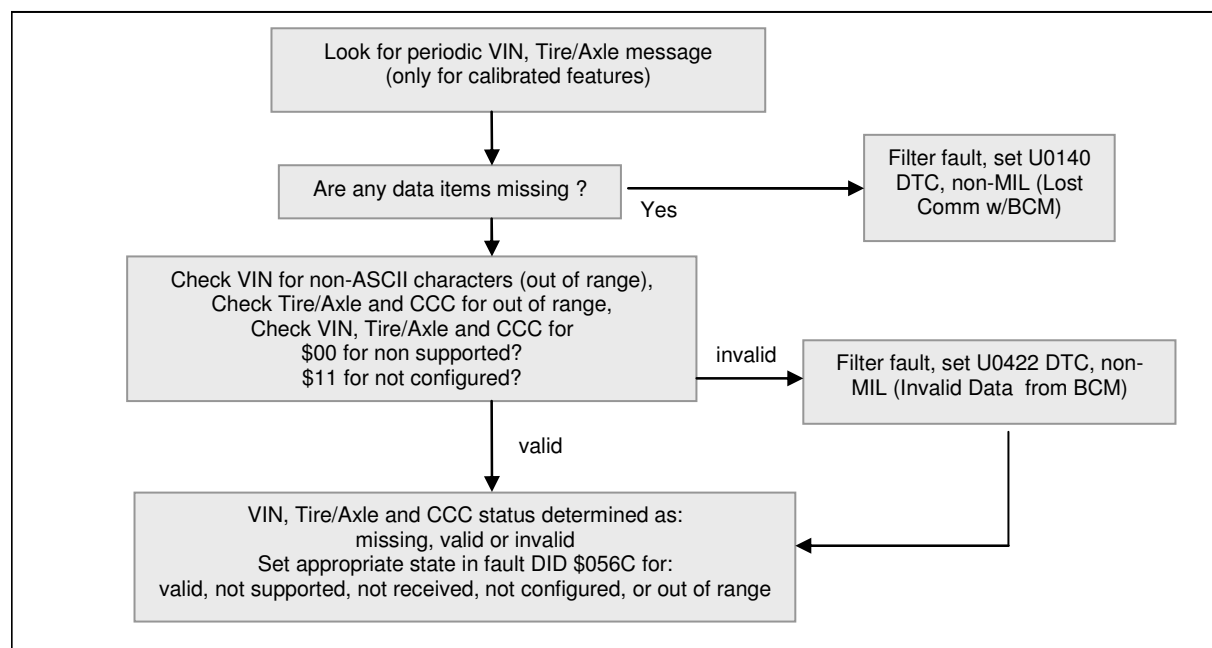 Look for periodic VIN, Tire/Axle message
(only for calibrated features)
Are any data items missing ?
Yes
Filter fault, set U0140
DTC, non-MIL (Lost
Comm w/BCM)
Check VIN for non-ASCII characters (out of range),
Check Tire/Axle and CCC for out of range,
Check VIN, Tire/Axle and CCC for
$00 for non supported?
$11 for not configured?
invalid
Filter fault, set U0422 DTC, non-
MIL (Invalid Data from BCM)
valid
VIN, Tire/Axle and CCC status determined as:
missing, valid or invalid
Set appropriate state in fault DID $056C for:
valid, not supported, not received, not configured, or out of range